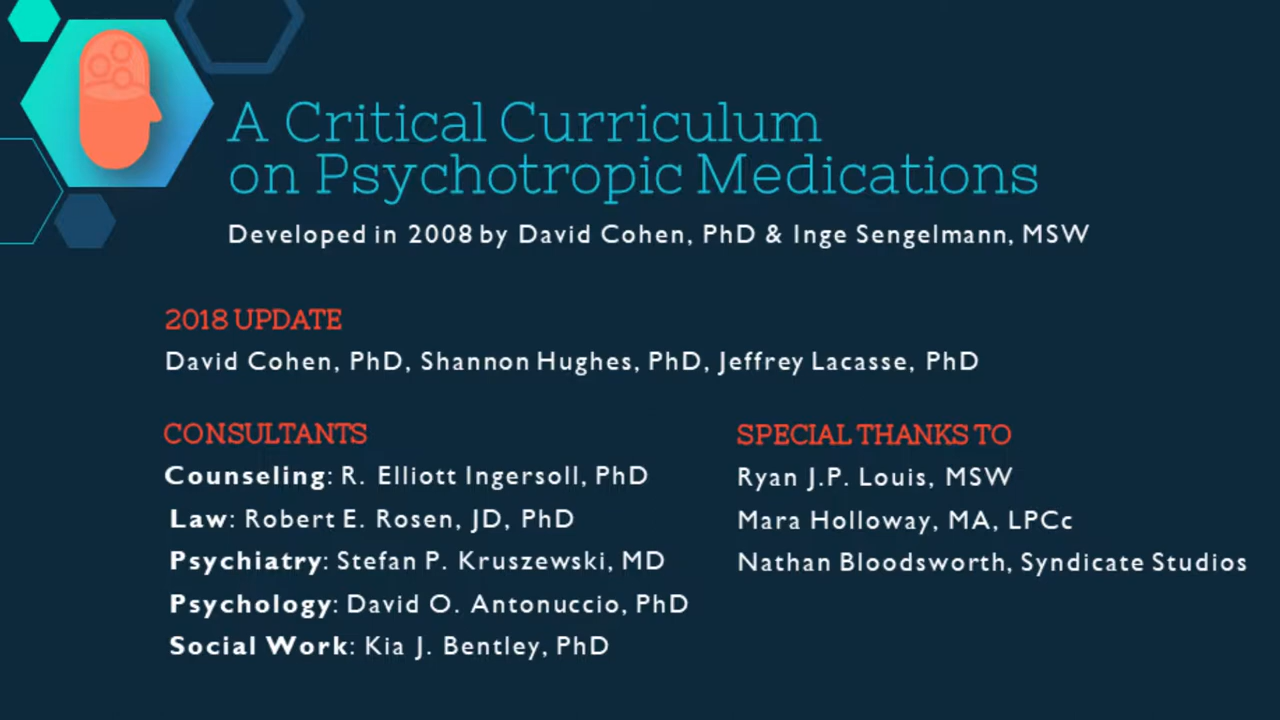 A Critical Curriculum
on Psychotropic Medications
Developed in 2008 by David Cohen, PhD & Inge Sengelmann, MSW
2018 UPDATE
David Cohen, PhD, Shannon Hughes, PhD, Jeffrey Lacasse, PhD
CONSULTANTS
Counseling: R. Elliott Ingersoll, PhD
Law: Robert E. Rosen, JD, PhD
Psychiatry: Stefan P. Kruszewski, MD
Psychology: David O. Antonuccio, PhD
Social Work: Kia J. Bentley, PhD
SPECIAL THANKS TO
Ryan J.P. Louis, MSW
Mara Holloway, MA, LPCc
Nathan Bloodsworth, Syndicate Studios